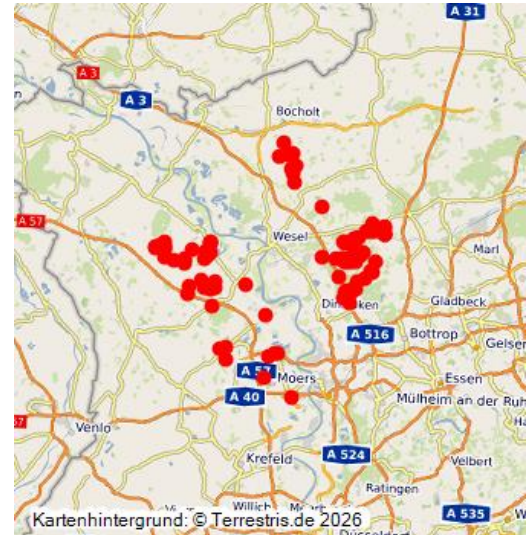 A 31
A 3
A 3
Bocholt
A 57
Wesel
Marl
Gladbeck
A 516
Bottrop
Gelsen
A 57
Moers
Essen
A 40
Mülheim an der Ruh
Venlo
Krefeld
A 524
Velbert
Ratingen
Willich
A 535
Kartenhintergrund: © Terrestris.de 2026